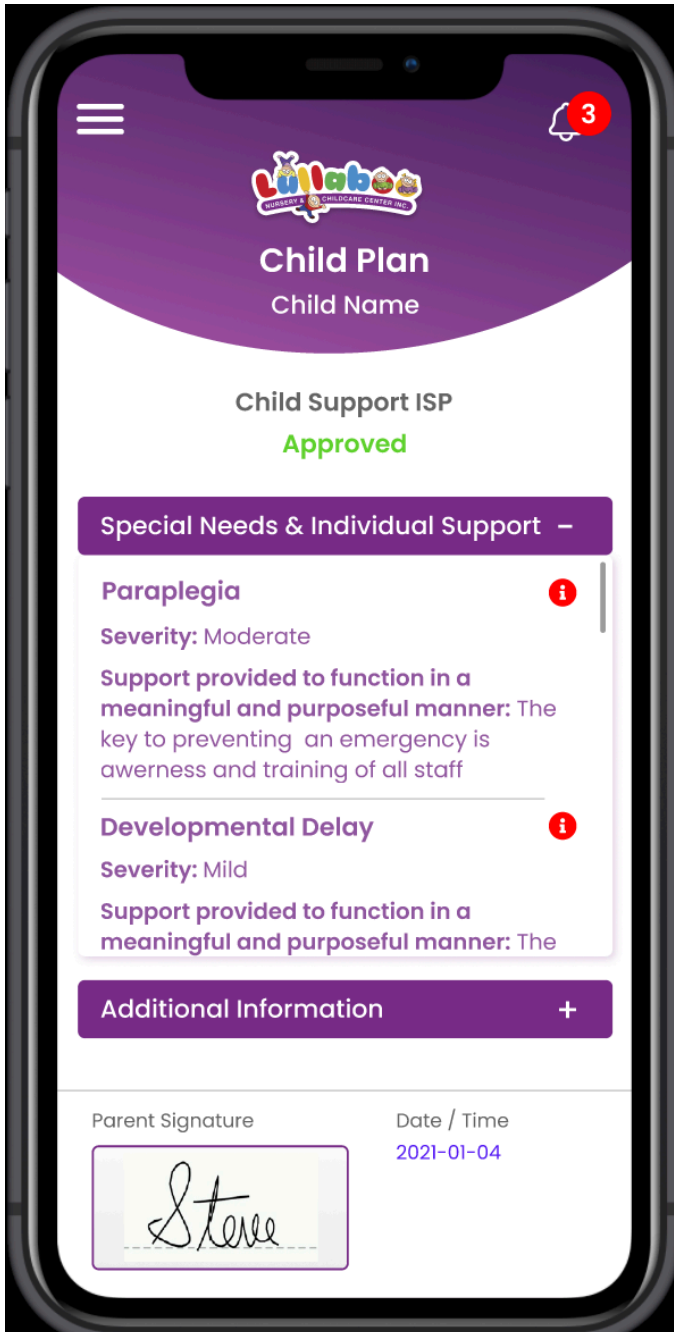 3
Lullaboo
NURSERY & CHILDCARE CENTER INC.
Child Plan
Child Name
Child Support ISP
Approved
Special Needs & Individual Support –
Paraplegia
Severity: Moderate
Support provided to function in a
meaningful and purposeful manner: The
key to preventing an emergency is
awerness and training of all staff
Developmental Delay
Severity: Mild
Support provided to function in a
meaningful and purposeful manner: The
Additional Information +
Parent Signature
Date / Time
2021-01-04
Steve